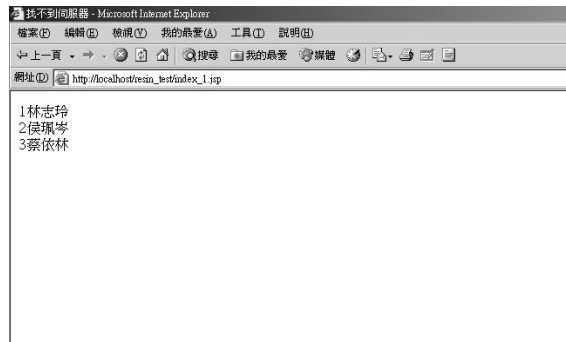 找不到伺服器 - Microsoft Internet Explorer
檔案(F) 編輯(E) 檢視(V) 我的最愛(A) 工具(T) 說明(H)
上一頁 搜尋 我的最愛 媒體
網址(D) http://localhost/resin_test/index_1.jsp
1林志玲
2侯珮岑
3蔡依林